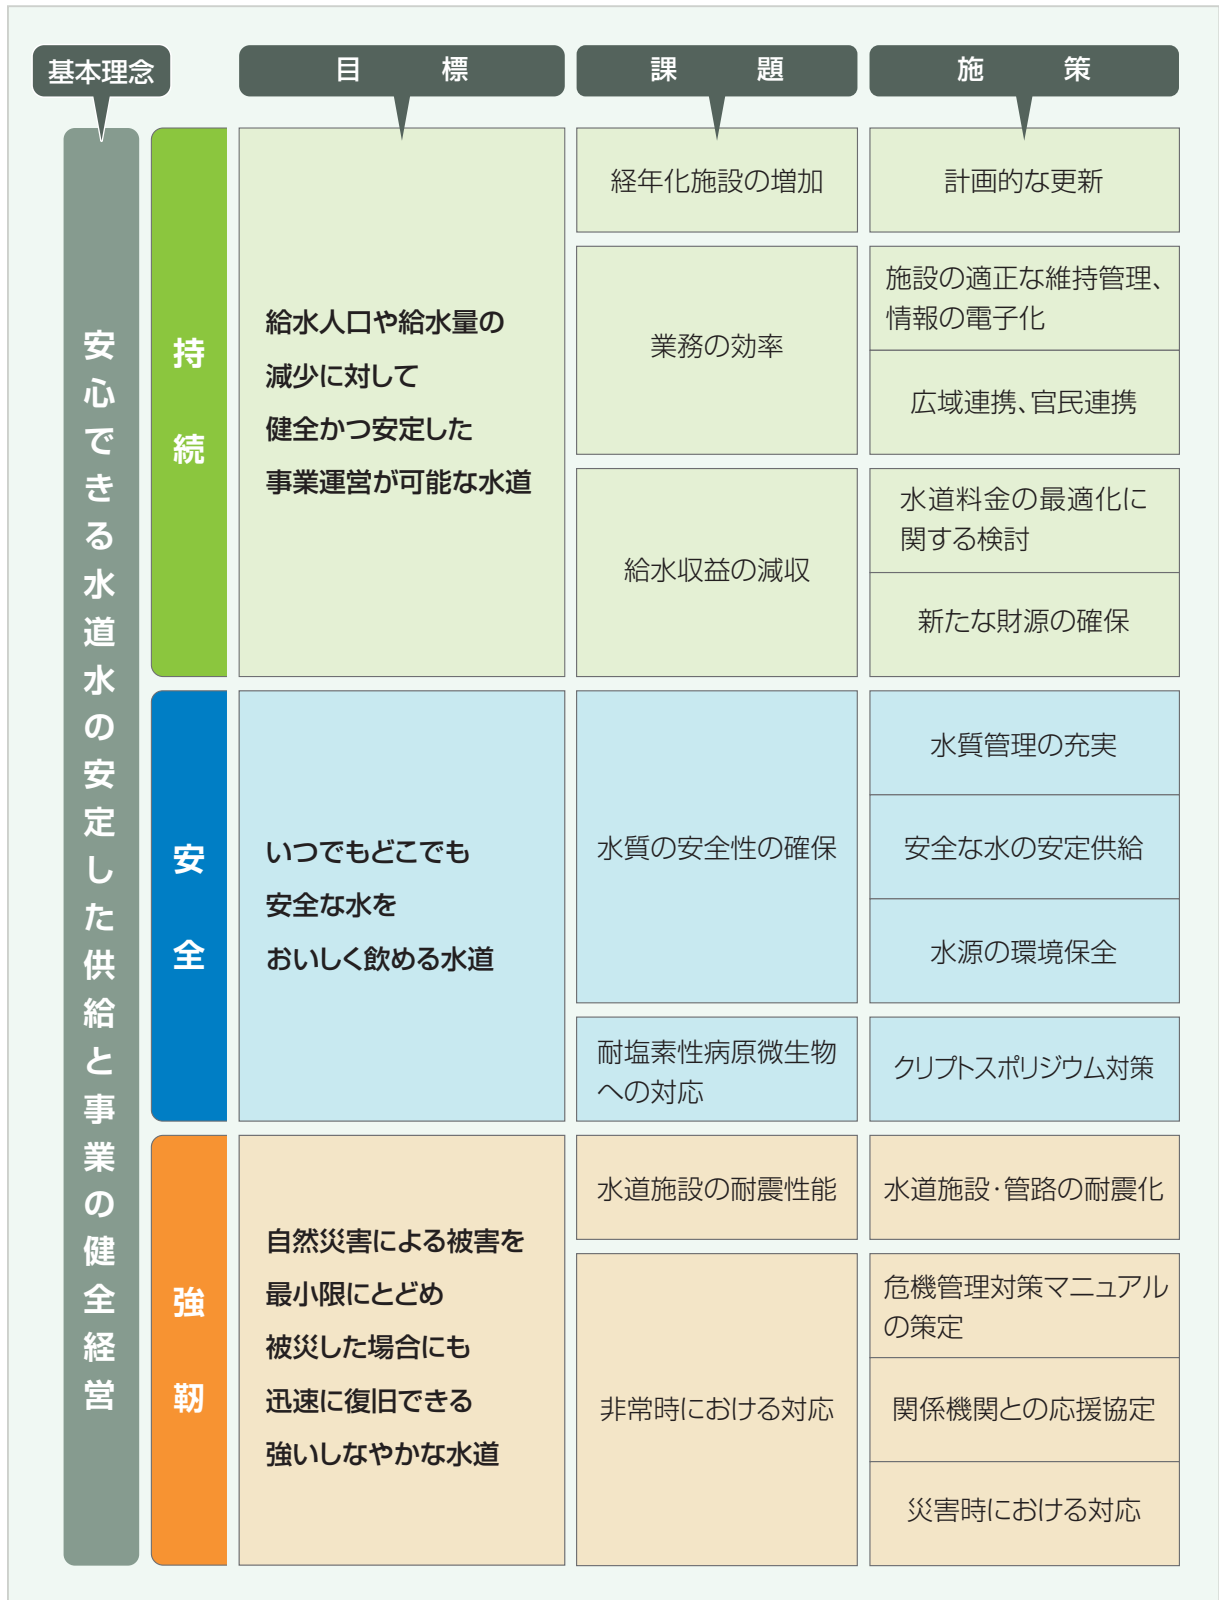 基本理念
目標
課題
施策
安心できる水道水の安定した供給と事業の健全経営
持続
給水人口や給水量の
減少に対して
健全かつ安定した
事業運営が可能な水道
経年化施設の増加
計画的な更新
業務の効率
施設の適正な維持管理、
情報の電子化
広域連携、官民連携
給水収益の減収
水道料金の最適化に
関する検討
新たな財源の確保
安全
いつでもどこでも
安全な水を
おいしく飲める水道
水質の安全性の確保
水質管理の充実
安全な水の安定供給
水源の環境保全
耐塩素性病原微生物
への対応
クリプトスポリジウム対策
強靭
自然災害による被害を
最小限にとどめ
被災した場合にも
迅速に復旧できる
強いしなやかな水道
水道施設の耐震性能
水道施設・管路の耐震化
非常時における対応
危機管理対策マニュアル
の策定
関係機関との応援協定
災害時における対応